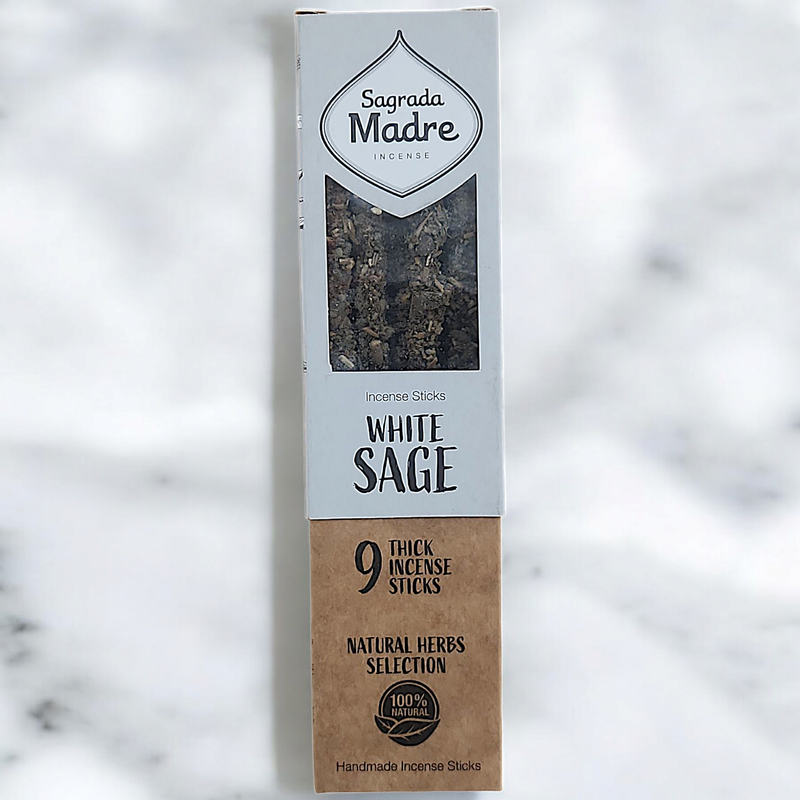 Sagrada
Madre
INCENSE
Incense Sticks
WHITE
SAGE
9 THICK
INCENSE
STICKS
NATURAL HERBS
SELECTION
100%
NATURAL
Handmade Incense Sticks